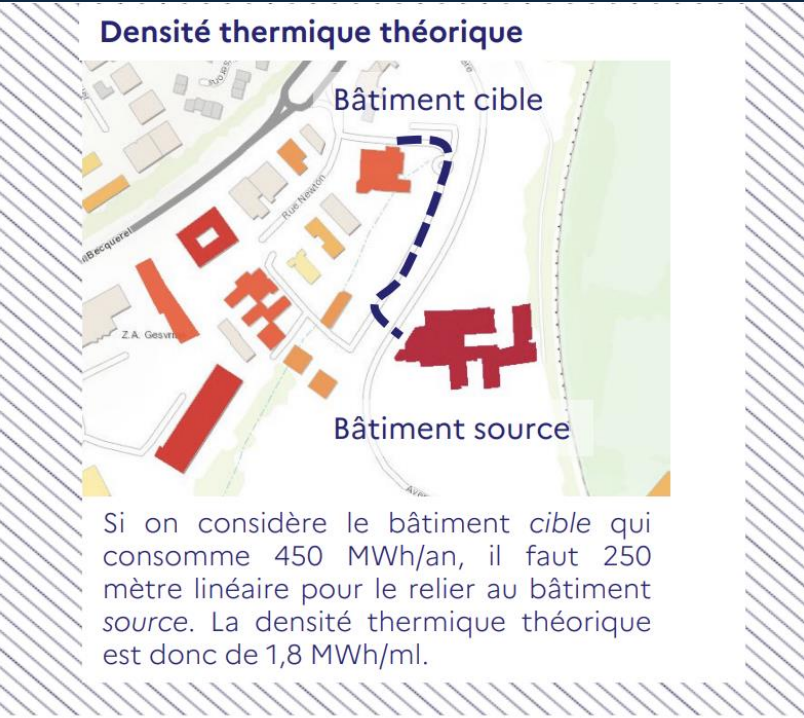 Densité thermique théorique
Bâtiment cible
Rue Newton
Becquerel
Z.A. Gesvrine
Bâtiment source
Si on considère le bâtiment cible qui
consomme 450 MWh/an, il faut 250
mètre linéaire pour le relier au bâtiment
source. La densité thermique théorique
est donc de 1,8 MWh/ml.